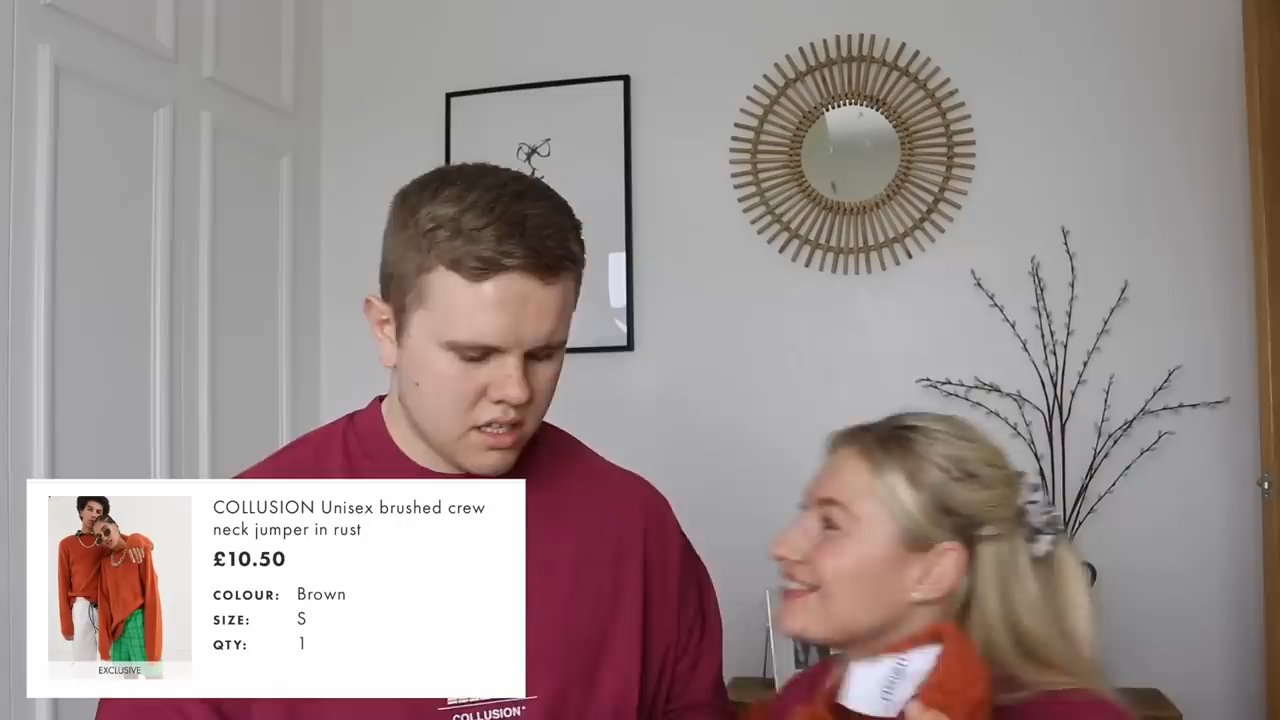 COLLUSION Unisex brushed crew
neck jumper in rust
£10.50
COLOUR: Brown
SIZE: S
QTY: 1
EXCLUSIVE
COLLUSION